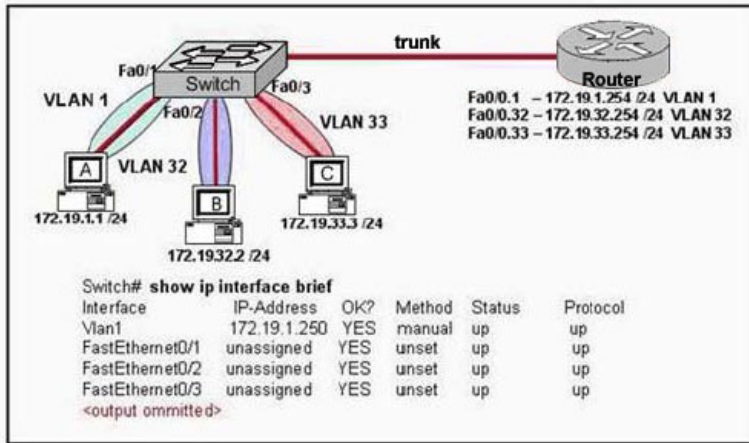 trunk
Fa0/1
Switch
Fa0/3
Router
VLAN 1
Fa0/2
VLAN 33
Fa0/0.1 – 172.19.1.254 /24 VLAN 1
Fa0/0.32 – 172.19.32.254 /24 VLAN 32
Fa0/0.33 – 172.19.33.254 /24 VLAN 33
A
VLAN 32
B
C
172.19.1.1 /24
172.19.32.2 /24
172.19.33.3 /24
Switch# show ip interface brief
Interface IP-Address OK? Method Status Protocol
Vlan1 172.19.1.250 YES manual up up
FastEthernet0/1 unassigned YES unset up up
FastEthernet0/2 unassigned YES unset up up
FastEthernet0/3 unassigned YES unset up up
<output ommitted>